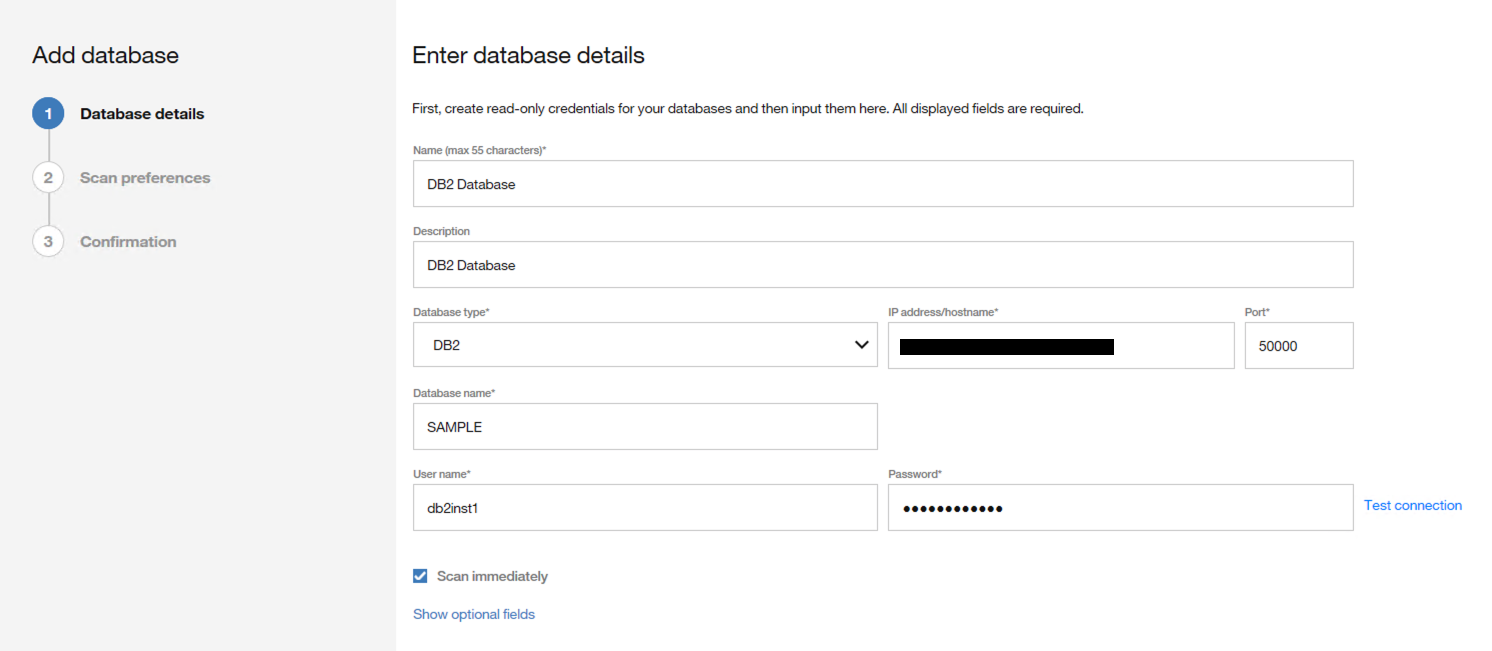 Add database
1 Database details
2 Scan preferences
3 Confirmation
Enter database details
First, create read-only credentials for your databases and then input them here. All displayed fields are required.
Name (max 55 characters)*
DB2 Database
Description
DB2 Database
Database type* IP address/hostname* Port*
DB2 50000
Database name*
SAMPLE
User name* Password*
db2inst1 ●●●●●●●●●●●● Test connection
Scan immediately
Show optional fields